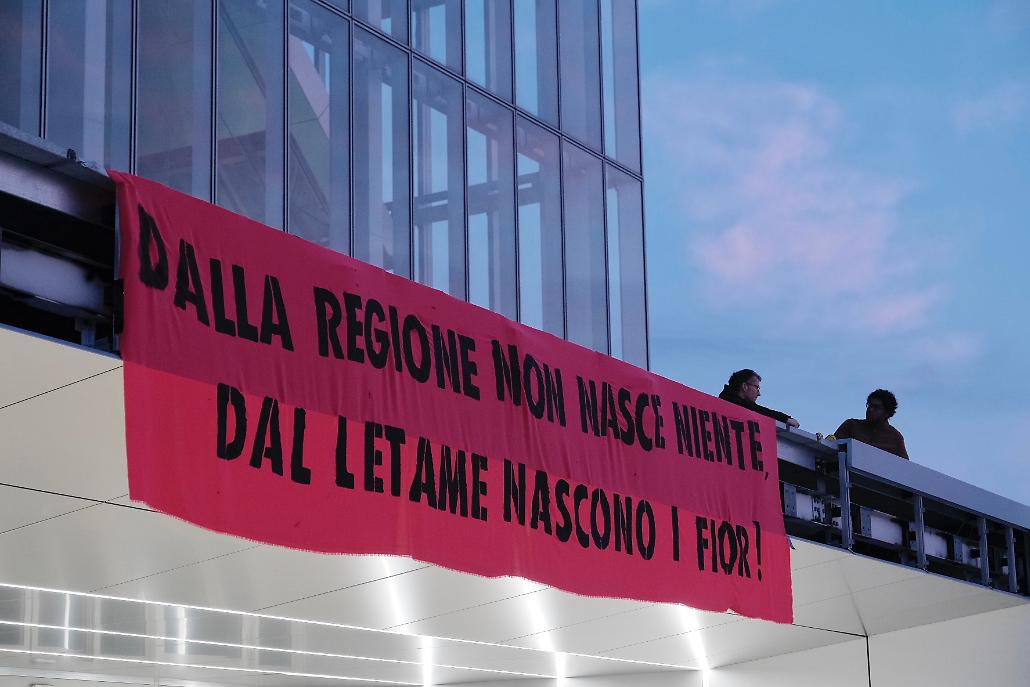 DALLA REGIONE NON NASCE NIENTE,
DAL LETAME NASCONO I FIOR!